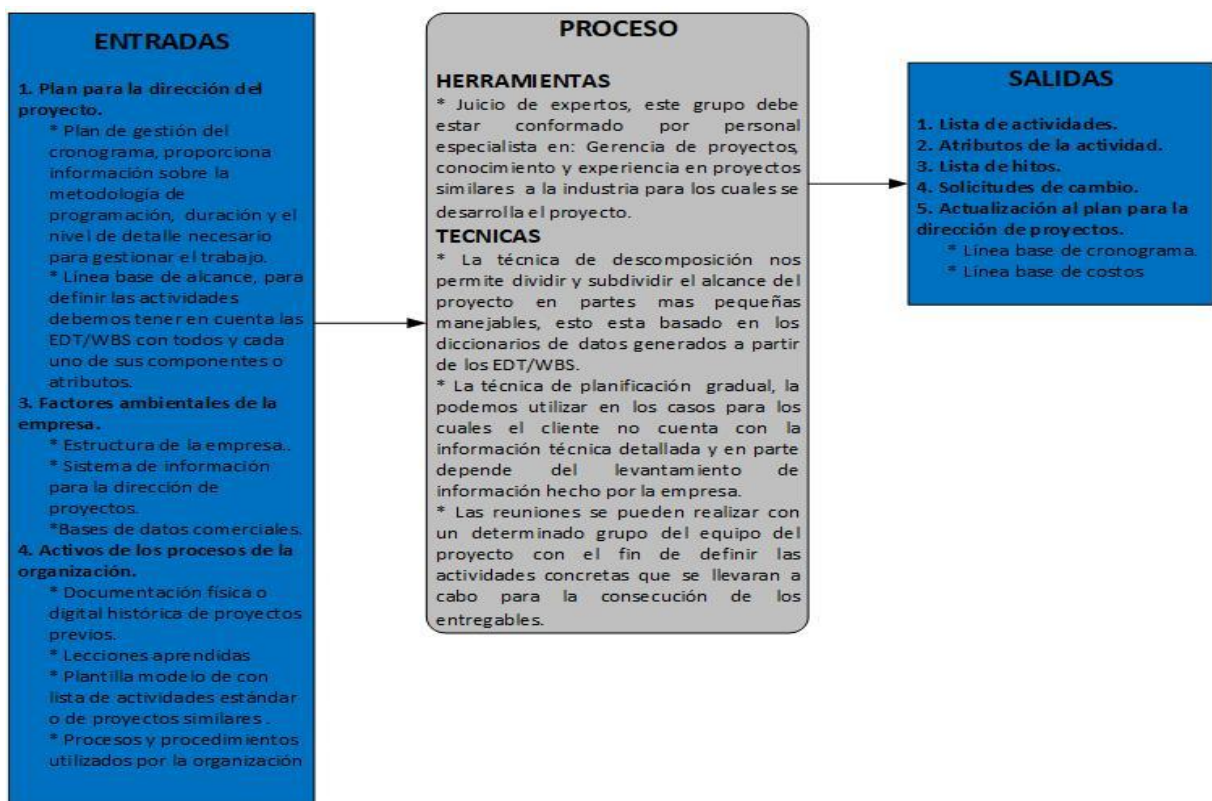 ENTRADAS
1. Plan para la dirección del
proyecto.
* Plan de gestión del
cronograma, proporciona
información sobre la
metodología de
programación, duración y el
nivel de detalle necesario
para gestionar el trabajo.
* Línea base de alcance, para
definir las actividades
debemos tener en cuenta las
EDT/WBS con todos y cada
uno de sus componentes o
atributos.
3. Factores ambientales de la
empresa.
* Estructura de la empresa..
* Sistema de información
para la dirección de
proyectos.
*Bases de datos comerciales.
4. Activos de los procesos de la
organización.
* Documentación física o
digital histórica de proyectos
previos.
* Lecciones aprendidas
* Plantilla modelo de con
lista de actividades estándar
o de proyectos similares .
* Procesos y procedimientos
utilizados por la organización
PROCESO
HERRAMIENTAS
* Juicio de expertos, este grupo debe
estar conformado por personal
especialista en: Gerencia de proyectos,
conocimiento y experiencia en proyectos
similares a la industria para los cuales se
desarrolla el proyecto.
TECNICAS
* La técnica de descomposición nos
permite dividir y subdividir el alcance del
proyecto en partes mas pequeñas
manejables, esto esta basado en los
diccionarios de datos generados a partir
de los EDT/WBS.
* La técnica de planificación gradual, la
podemos utilizar en los casos para los
cuales el cliente no cuenta con la
información técnica detallada y en parte
depende del levantamiento de
información hecho por la empresa.
* Las reuniones se pueden realizar con
un determinado grupo del equipo del
proyecto con el fin de definir las
actividades concretas que se llevaran a
cabo para la consecución de los
entregables.
SALIDAS
1. Lista de actividades.
2. Atributos de la actividad.
3. Lista de hitos.
4. Solicitudes de cambio.
5. Actualización al plan para la
dirección de proyectos.
* Línea base de cronograma.
* Línea base de costos